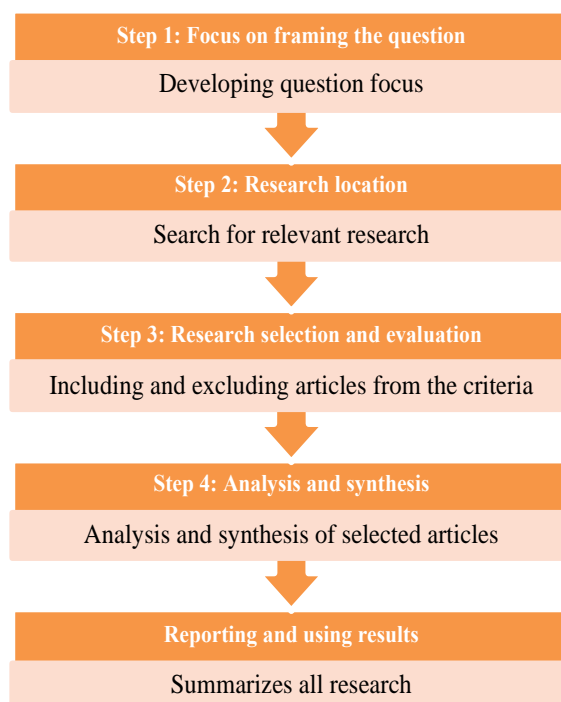 Step 1: Focus on framing the question
Developing question focus
Step 2: Research location
Search for relevant research
Step 3: Research selection and evaluation
Including and excluding articles from the criteria
Step 4: Analysis and synthesis
Analysis and synthesis of selected articles
Reporting and using results
Summarizes all research